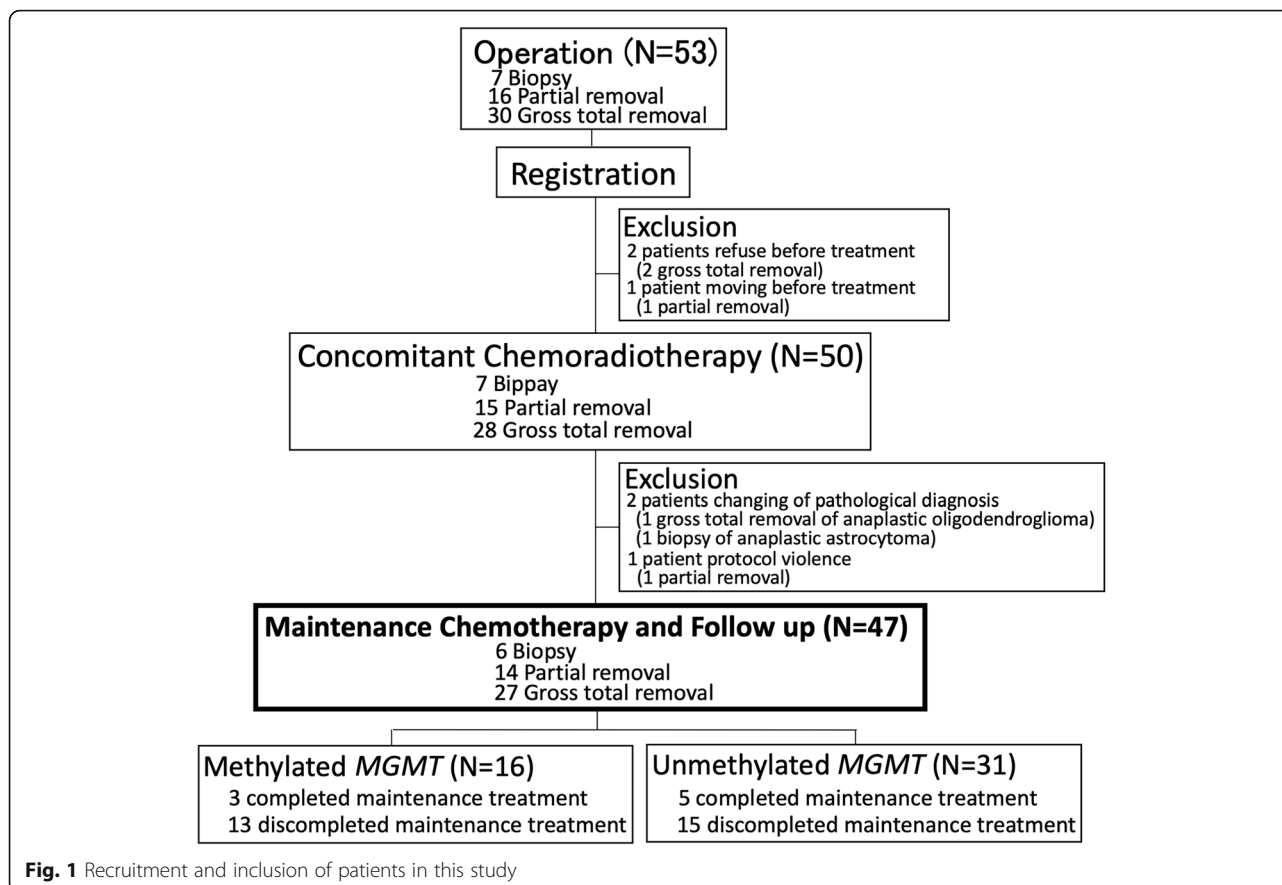 Operation (N=53)
7 Biopsy
16 Partial removal
30 Gross total removal
Registration
Exclusion
2 patients refuse before treatment
(2 gross total removal)
1 patient moving before treatment
(1 partial removal)
Concomitant Chemoradiotherapy (N=50)
7 Bippay
15 Partial removal
28 Gross total removal
Exclusion
2 patients changing of pathological diagnosis
(1 gross total removal of anaplastic oligodendroglioma)
(1 biopsy of anaplastic astrocytoma)
1 patient protocol violence
(1 partial removal)
Maintenance Chemotherapy and Follow up (N=47)
6 Biopsy
14 Partial removal
27 Gross total removal
Methylated MGMT (N=16)
3 completed maintenance treatment
13 discompleted maintenance treatment
Unmethylated MGMT (N=31)
5 completed maintenance treatment
15 discompleted maintenance treatment
Fig. 1 Recruitment and inclusion of patients in this study